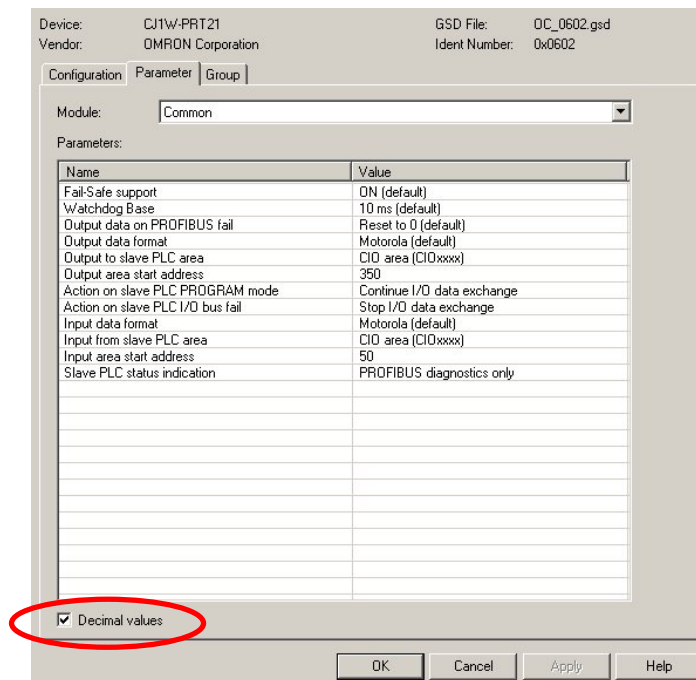 Device: CJ1W-PRT21 GSD File: OC_0602.gsd
Vendor: OMRON Corporation Ident Number: 0x0602
Configuration Parameter Group
Module: Common
Parameters:
Name Value
Fail-Safe support ON (default)
Watchdog Base 10 ms (default)
Output data on PROFIBUS fail Reset to 0 (default)
Output data format Motorola (default)
Output to slave PLC area CIO area (CIOxxxx)
Output area start address 350
Action on slave PLC PROGRAM mode Continue I/O data exchange
Action on slave PLC I/O bus fail Stop I/O data exchange
Input data format Motorola (default)
Input from slave PLC area CIO area (CIOxxxx)
Input area start address 50
Slave PLC status indication PROFIBUS diagnostics only
Decimal values
OK Cancel Apply Help